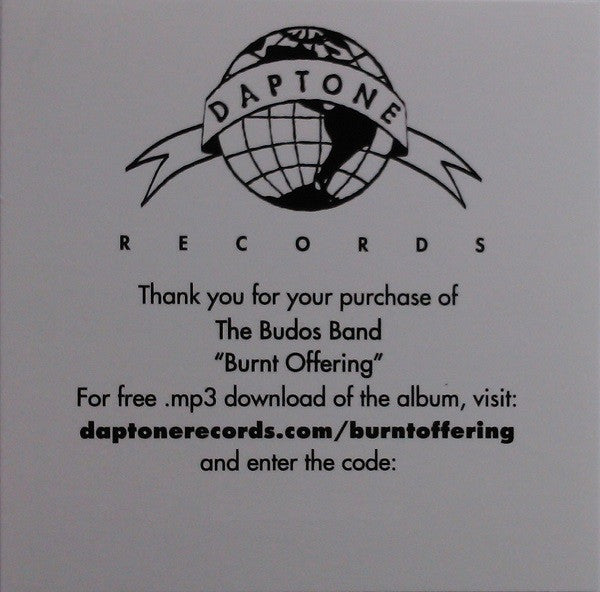 DAPTONE
RECORDS
Thank you for your purchase of
The Budos Band
“Burnt Offering”
For free .mp3 download of the album, visit:
daptonerecords.com/burntoffering
and enter the code: